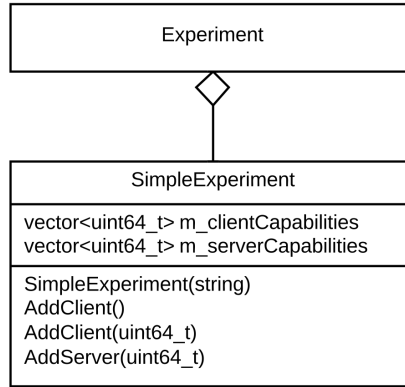 Experiment
SimpleExperiment
vector<uint64_t> m_clientCapabilities
vector<uint64_t> m_serverCapabilities
SimpleExperiment(string)
AddClient()
AddClient(uint64_t)
AddServer(uint64_t)